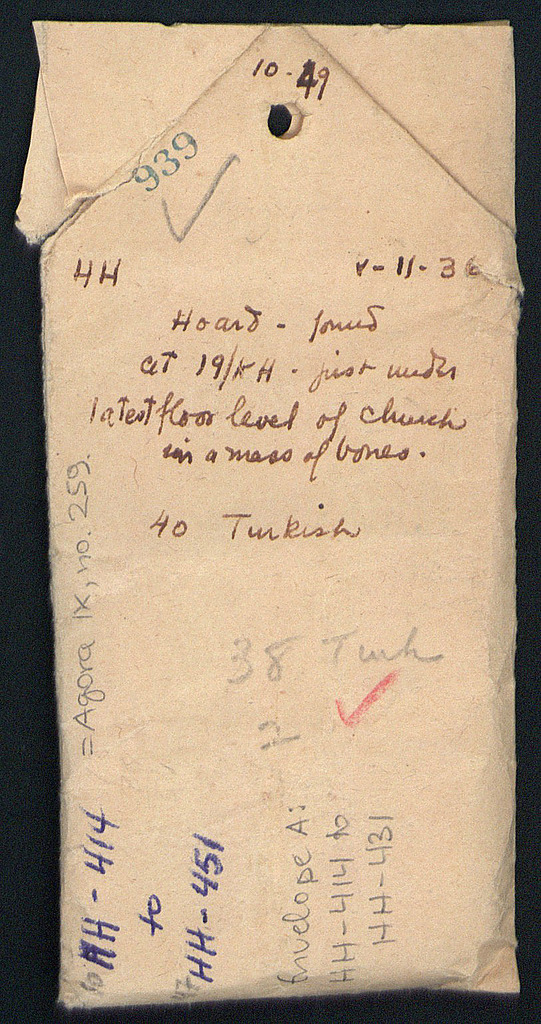 10-49
939
HH
V-11-36
Hoard - found
at 19/KH - just under
latest floor level of church
in a mess of bones.
40 Turkish
38 Turk
= Agora IX, no. 259.
HH-414
to
HH-451
Envelope A:
HH-414 to
HH-431